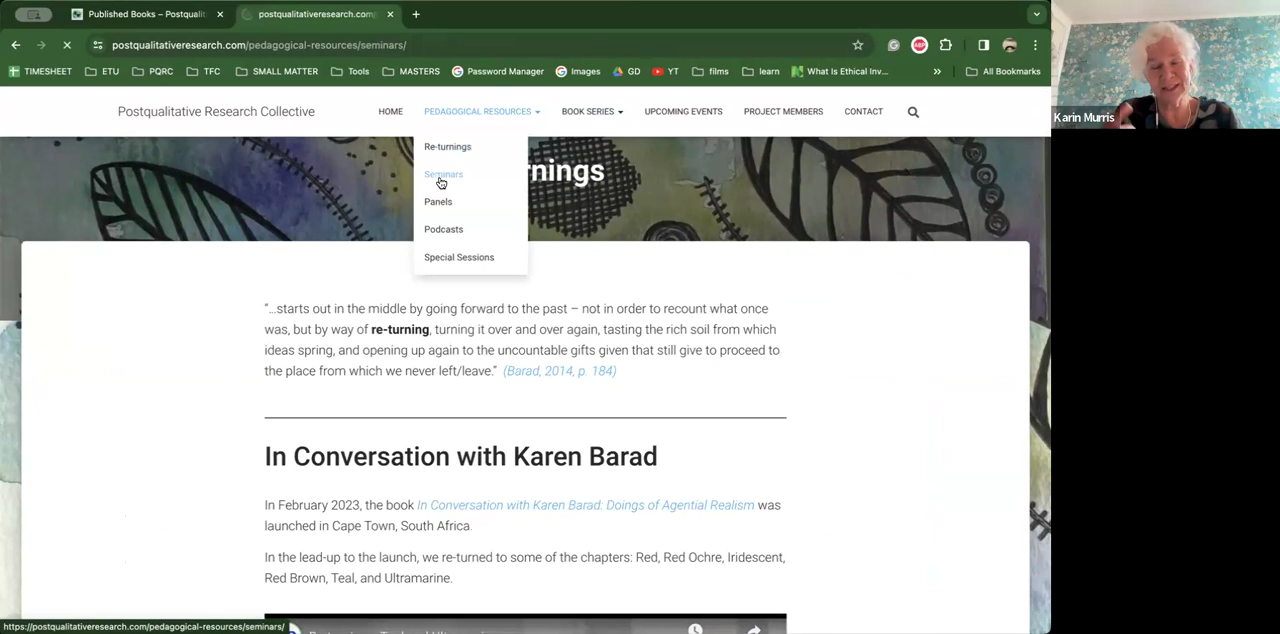 Published Books – Postqualitati
postqualitativeresearch.com/
postqualitativeresearch.com/pedagogical-resources/seminars/
ABP
TIMESHEET
ETU
PQRC
TFC
SMALL MATTER
Tools
MASTERS
Password Manager
Images
GD
YT
films
learn
What Is Ethical Inv...
»
All Bookmarks
Karin Murris
Postqualitative Research Collective
HOME
PEDAGOGICAL RESOURCES
BOOK SERIES
UPCOMING EVENTS
PROJECT MEMBERS
CONTACT
Re-turnings
Seminars
Panels
Podcasts
Special Sessions
rnings
“...starts out in the middle by going forward to the past – not in order to recount what once
was, but by way of re-turning, turning it over and over again, tasting the rich soil from which
ideas spring, and opening up again to the uncountable gifts given that still give to proceed to
the place from which we never left/leave.” (Barad, 2014, p. 184)
In Conversation with Karen Barad
In February 2023, the book In Conversation with Karen Barad: Doings of Agential Realism was
launched in Cape Town, South Africa.
In the lead-up to the launch, we re-turned to some of the chapters: Red, Red Ochre, Iridescent,
Red Brown, Teal, and Ultramarine.
https://postqualitativeresearch.com/pedagogical-resources/seminars/